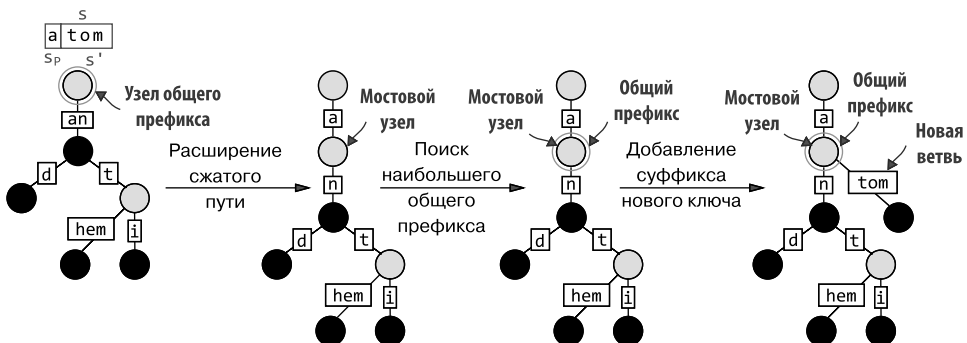 s
a tom
sP s'
Узел общего
префикса
an
d t
hem i
Расширение
сжатого
пути
Мостовой
узел
a
n
d t
hem i
Поиск
наибольшего
общего
префикса
Мостовой
узел
Общий
префикс
a
n
d t
hem i
Добавление
суффикса
нового ключа
Мостовой
узел
Общий
префикс
Новая
ветвь
a
n tom
d t
hem i